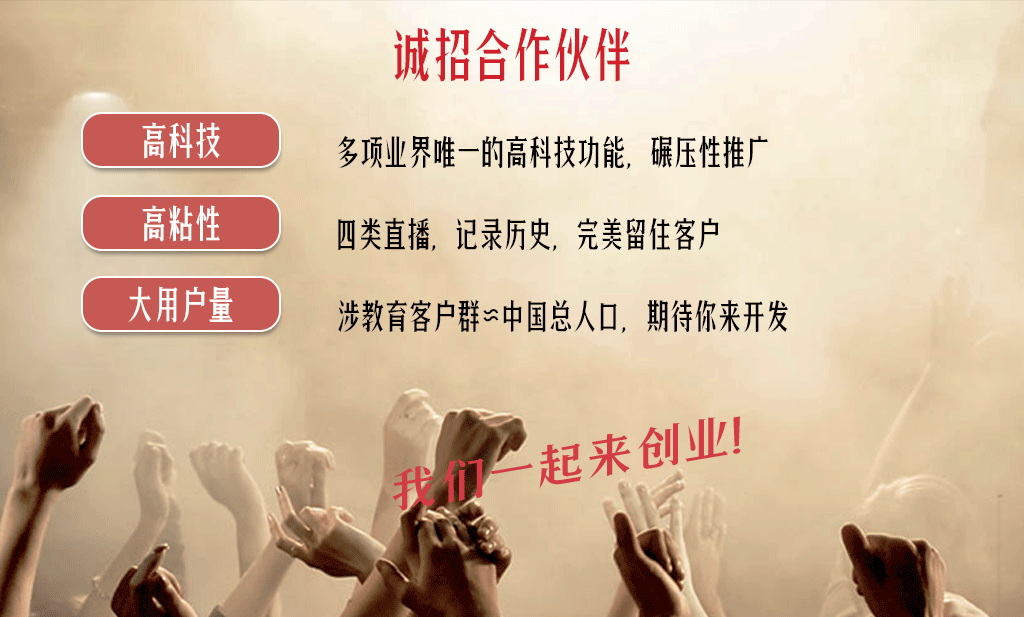 诚招合作伙伴
高科技
多项业界唯一的高科技功能，碾压性推广
高粘性
四类直播，记录历史，完美留住客户
大用户量
涉教育客户群≈中国总人口，期待你来开发
我们一起来创业!